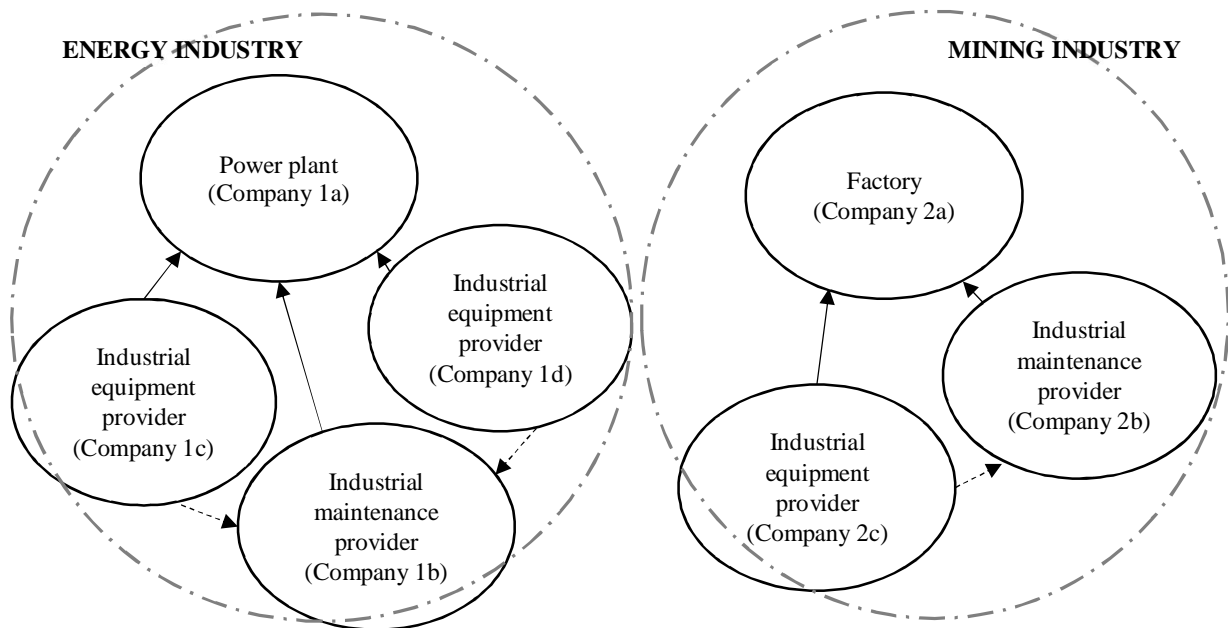 ENERGY INDUSTRY
Power plant
(Company 1a)
Industrial
equipment
provider
(Company 1d)
Industrial
equipment
provider
(Company 1c)
Industrial
maintenance
provider
(Company 1b)
MINING INDUSTRY
Factory
(Company 2a)
Industrial
maintenance
provider
(Company 2b)
Industrial
equipment
provider
(Company 2c)